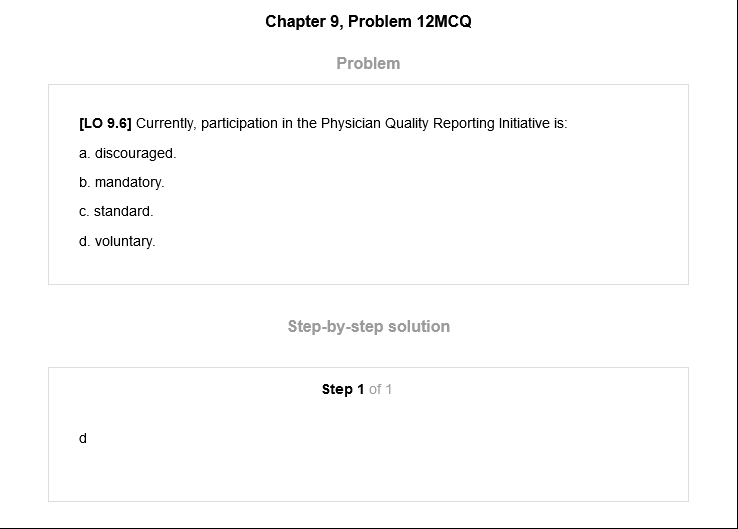 Chapter 9, Problem 12MCQ
Problem
[LO 9.6] Currently, participation in the Physician Quality Reporting Initiative is:
a. discouraged.
b. mandatory.
c. standard.
d. voluntary.
Step-by-step solution
Step 1 of 1
d